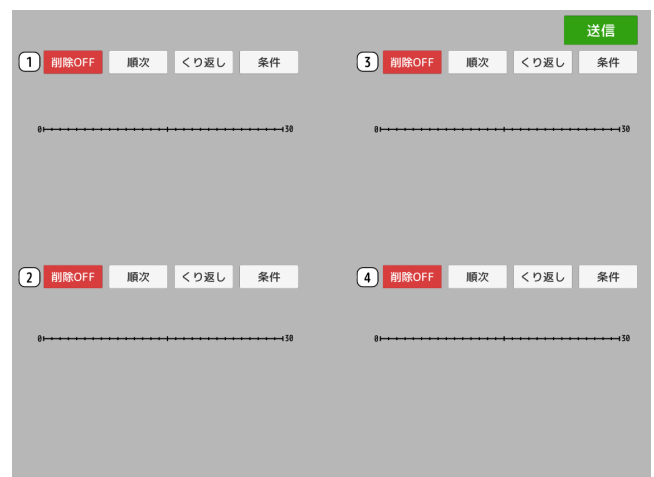 送信
1 削除OFF 順次 くり返し 条件
0 30
2 削除OFF 順次 くり返し 条件
0 30
3 削除OFF 順次 くり返し 条件
0 30
4 削除OFF 順次 くり返し 条件
0 30